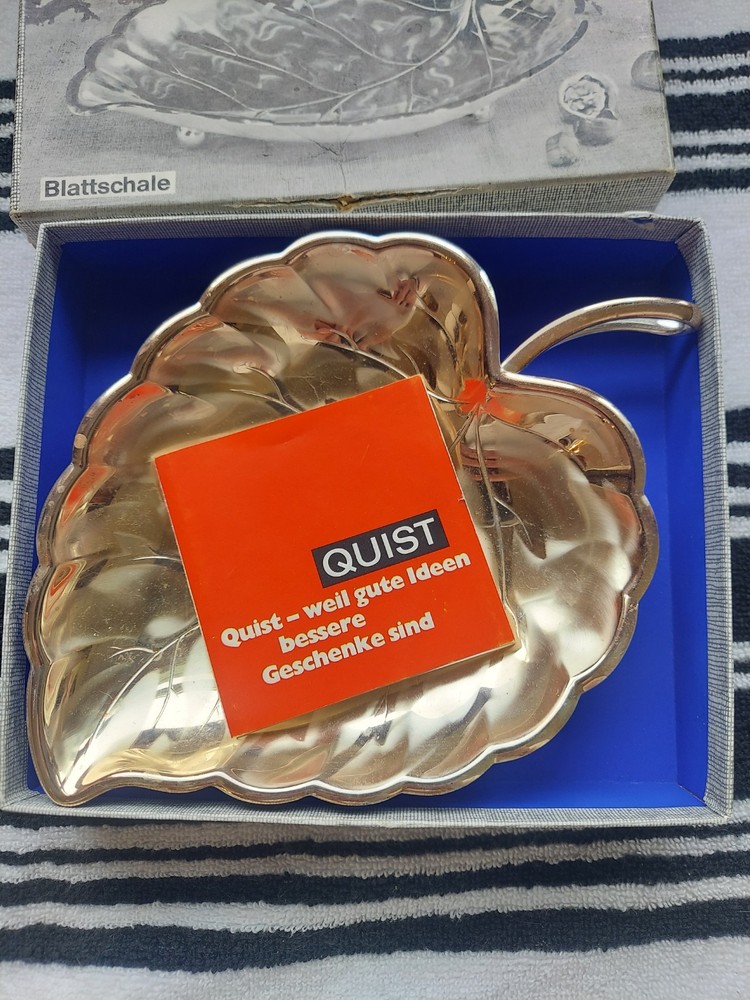 Blattschale
QUIST
Quist – weil gute Ideen
bessere
Geschenke sind